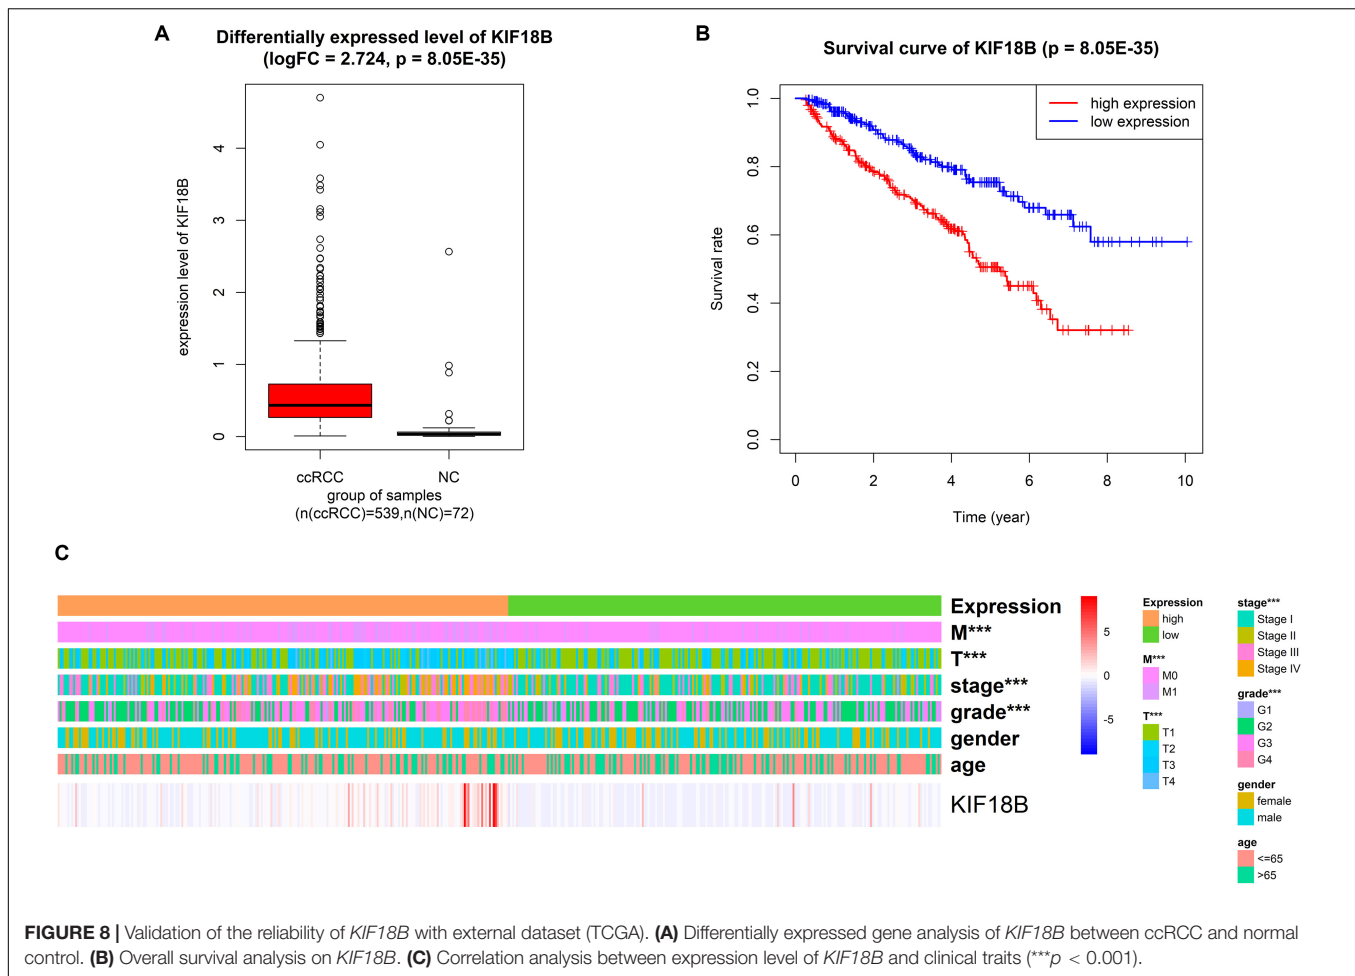 A
Differentially expressed level of KIF18B
(logFC = 2.724, p = 8.05E-35)
expression level of KIF18B
4
3
2
1
0
ccRCC NC
group of samples
(n(ccRCC)=539,n(NC)=72)
B
Survival curve of KIF18B (p = 8.05E-35)
high expression
low expression
Survival rate
1.0
0.8
0.6
0.4
0.2
0.0
0 2 4 6 8 10
Time (year)
C
Expression
M***
T***
stage***
grade***
gender
age
KIF18B
5
0
-5
Expression
high
low
M***
M0
M1
T***
T1
T2
T3
T4
stage***
Stage I
Stage II
Stage III
Stage IV
grade***
G1
G2
G3
G4
gender
female
male
age
<=65
>65
FIGURE 8 | Validation of the reliability of KIF18B with external dataset (TCGA). (A) Differentially expressed gene analysis of KIF18B between ccRCC and normal
control. (B) Overall survival analysis on KIF18B. (C) Correlation analysis between expression level of KIF18B and clinical traits (***p < 0.001).